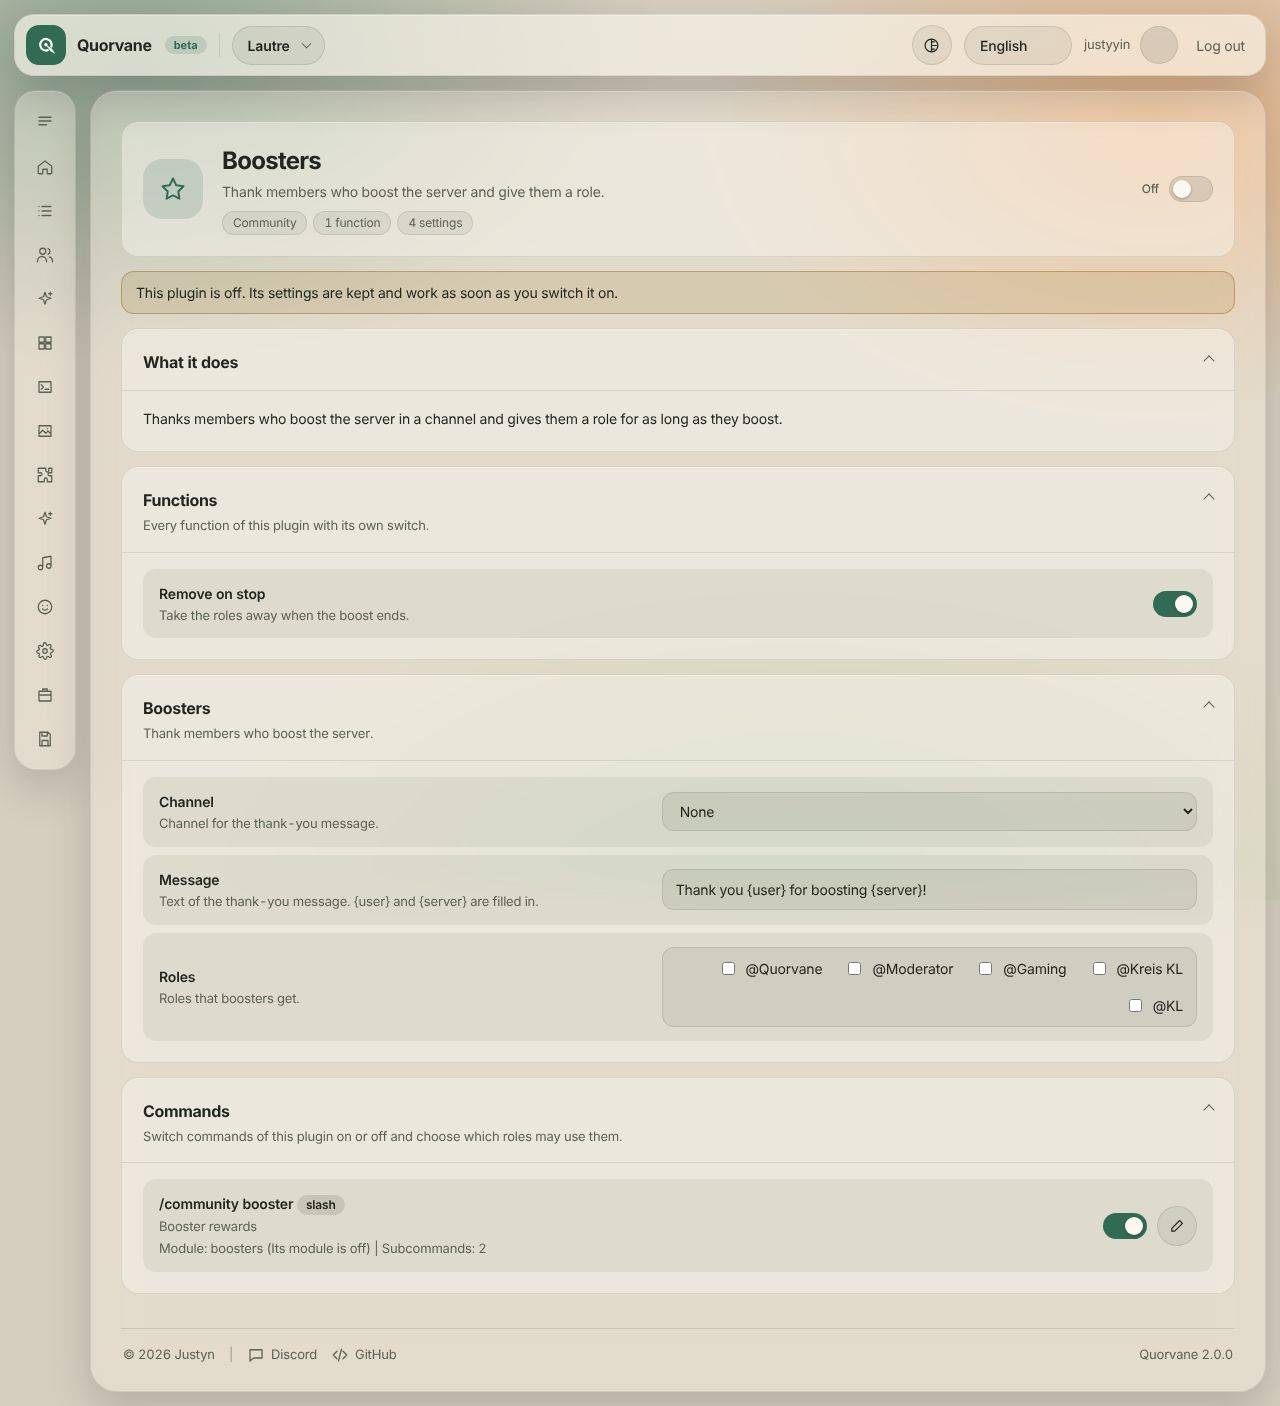 Quorvane beta Lautre English justyyin Log out
Boosters
Thank members who boost the server and give them a role.
Off
Community 1 function 4 settings
This plugin is off. Its settings are kept and work as soon as you switch it on.
What it does
Thanks members who boost the server in a channel and gives them a role for as long as they boost.
Functions
Every function of this plugin with its own switch.
Remove on stop
Take the roles away when the boost ends.
Boosters
Thank members who boost the server.
Channel
Channel for the thank-you message.
None
Message
Text of the thank-you message. {user} and {server} are filled in.
Thank you {user} for boosting {server}!
Roles
Roles that boosters get.
@Quorvane @Moderator @Gaming @Kreis KL
@KL
Commands
Switch commands of this plugin on or off and choose which roles may use them.
/community booster slash
Booster rewards
Module: boosters (Its module is off) | Subcommands: 2
© 2026 Justyn | Discord GitHub Quorvane 2.0.0